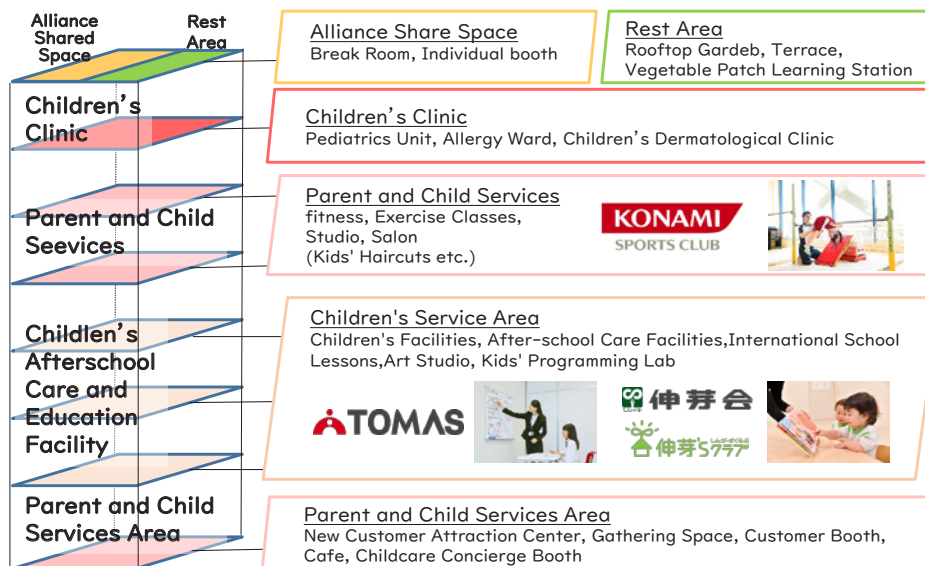 Alliance
Shared
Space
Rest
Area
Alliance Share Space
Break Room, Individual booth
Rest Area
Rooftop Gardeb, Terrace,
Vegetable Patch Learning Station
Children's
Clinic
Children's Clinic
Pediatrics Unit, Allergy Ward, Children's Dermatological Clinic
Parent and Child
Seevices
Parent and Child Services
fitness, Exercise Classes,
Studio, Salon
(Kids' Haircuts etc.)
KONAMI
SPORTS CLUB
Childlen's
Afterschool
Care and
Education
Facility
Children's Service Area
Children's Facilities, After-school Care Facilities,International School
Lessons,Art Studio, Kids' Programming Lab
TOMAS
伸芽会
伸芽'Sクラブ
Parent and Child
Services Area
Parent and Child Services Area
New Customer Attraction Center, Gathering Space, Customer Booth,
Cafe, Childcare Concierge Booth